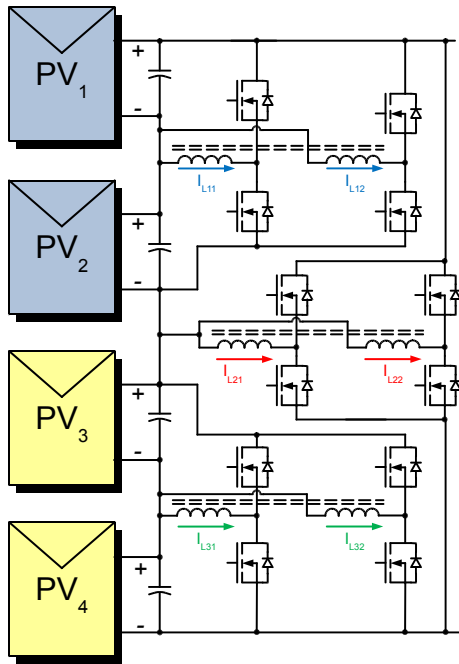 +
PV1
-
IL11
IL12
+
PV2
-
IL21
IL22
+
PV3
-
IL31
IL32
+
PV4
-